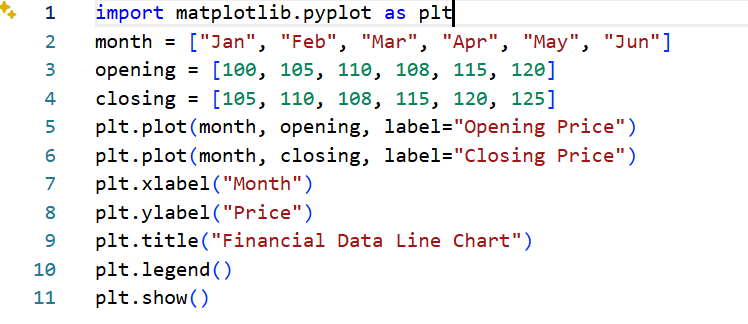 1 import matplotlib.pyplot as plt
2 month = ["Jan", "Feb", "Mar", "Apr", "May", "Jun"]
3 opening = [100, 105, 110, 108, 115, 120]
4 closing = [105, 110, 108, 115, 120, 125]
5 plt.plot(month, opening, label="Opening Price")
6 plt.plot(month, closing, label="Closing Price")
7 plt.xlabel("Month")
8 plt.ylabel("Price")
9 plt.title("Financial Data Line Chart")
10 plt.legend()
11 plt.show()